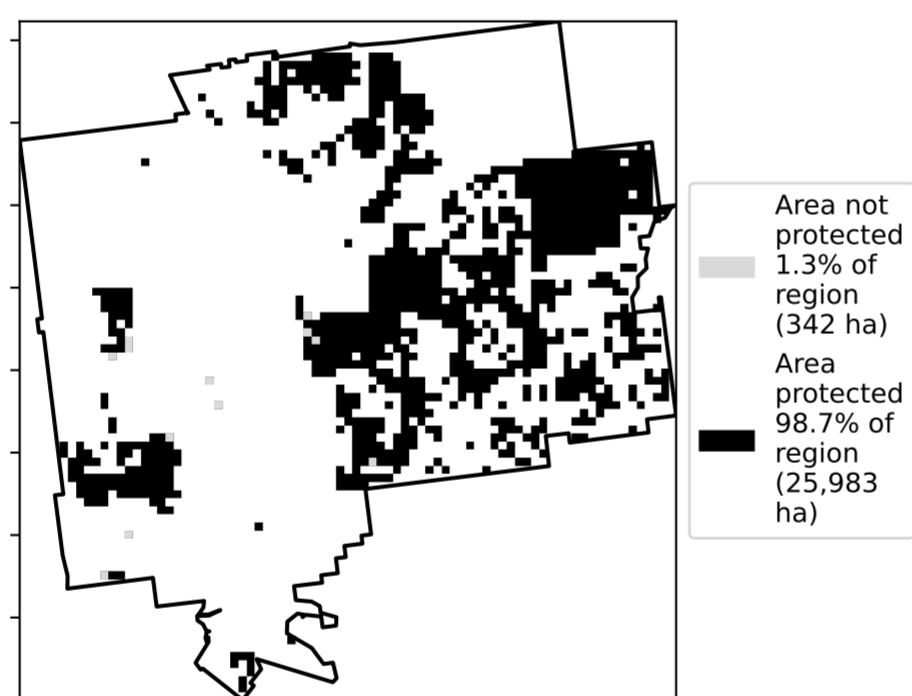 Area not
protected
1.3% of
region
(342 ha)
Area
protected
98.7% of
region
(25,983
ha)